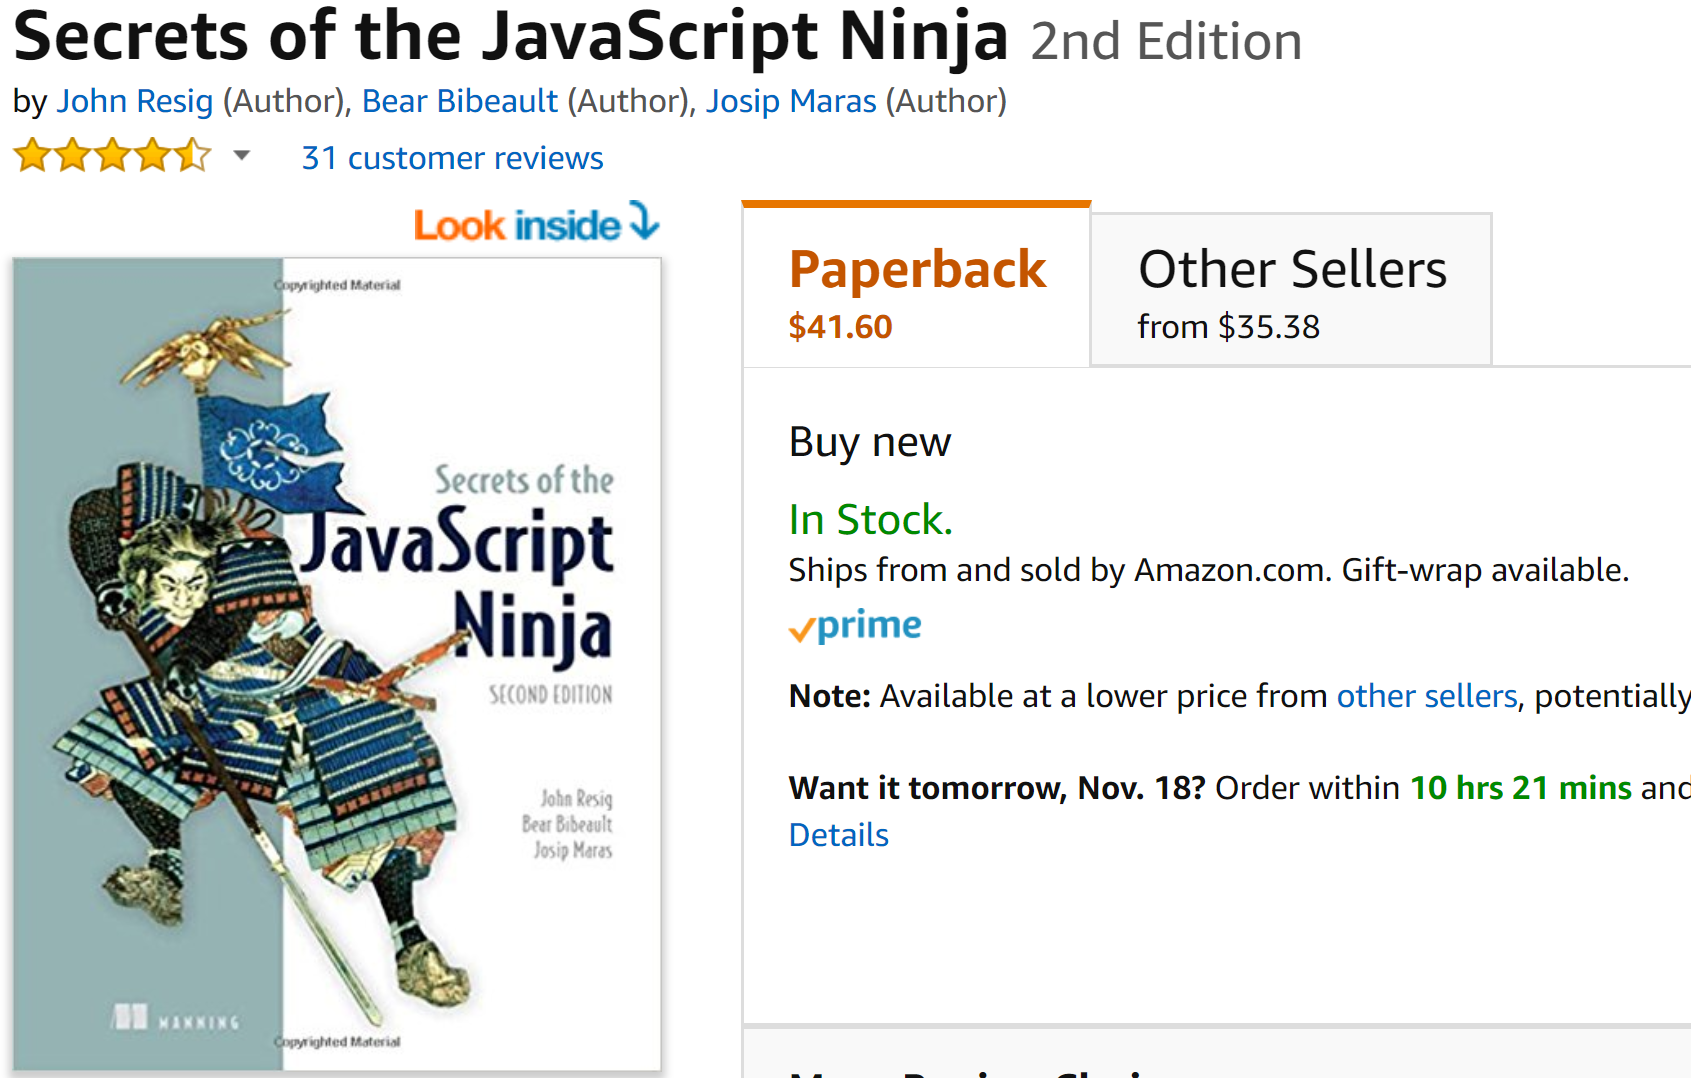 Secrets of the JavaScript Ninja 2nd Edition
by John Resig (Author), Bear Bibeault (Author), Josip Maras (Author)
31 customer reviews
Look inside
Copyrighted Material
Secrets of the
JavaScript
Ninja
SECOND EDITION
John Resig
Bear Bibeault
Josip Maras
MANNING
Copyrighted Material
Paperback
$41.60
Other Sellers
from $35.38
Buy new
In Stock.
Ships from and sold by Amazon.com. Gift-wrap available.
prime
Note: Available at a lower price from other sellers, potentially
Want it tomorrow, Nov. 18? Order within 10 hrs 21 mins and
Details